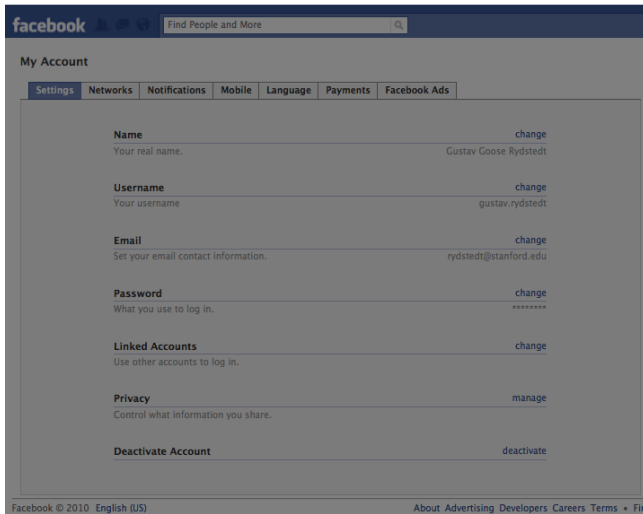 facebook Find People and More
My Account
Settings Networks Notifications Mobile Language Payments Facebook Ads
Name change
Your real name. Gustav Goose Rydstedt
Username change
Your username gustav.rydstedt
Email change
Set your email contact information. rydstedt@stanford.edu
Password change
What you use to log in. ********
Linked Accounts change
Use other accounts to log in.
Privacy manage
Control what information you share.
Deactivate Account deactivate
Facebook © 2010 English (US) About Advertising Developers Careers Terms •